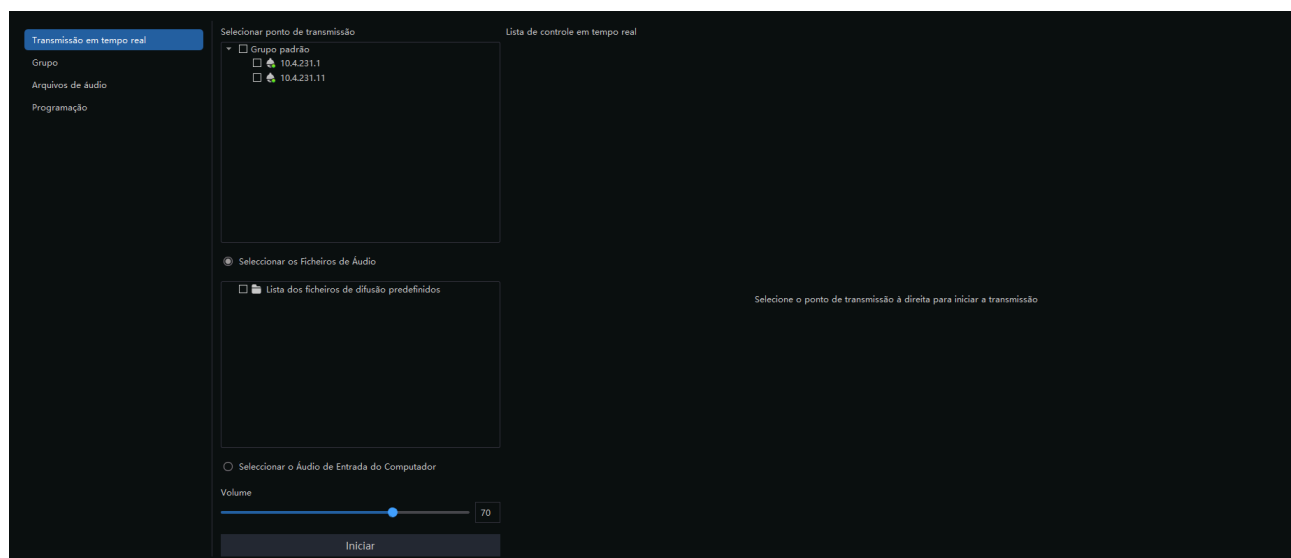 Transmissão em tempo real
Grupo
Arquivos de áudio
Programação
Selecionar ponto de transmissão
Grupo padrão
10.4.231.1
10.4.231.11
Seleccionar os Ficheiros de Áudio
Lista dos ficheiros de difusão predefinidos
Seleccionar o Áudio de Entrada do Computador
Volume
70
Iniciar
Lista de controle em tempo real
Selecione o ponto de transmissão à direita para iniciar a transmissão